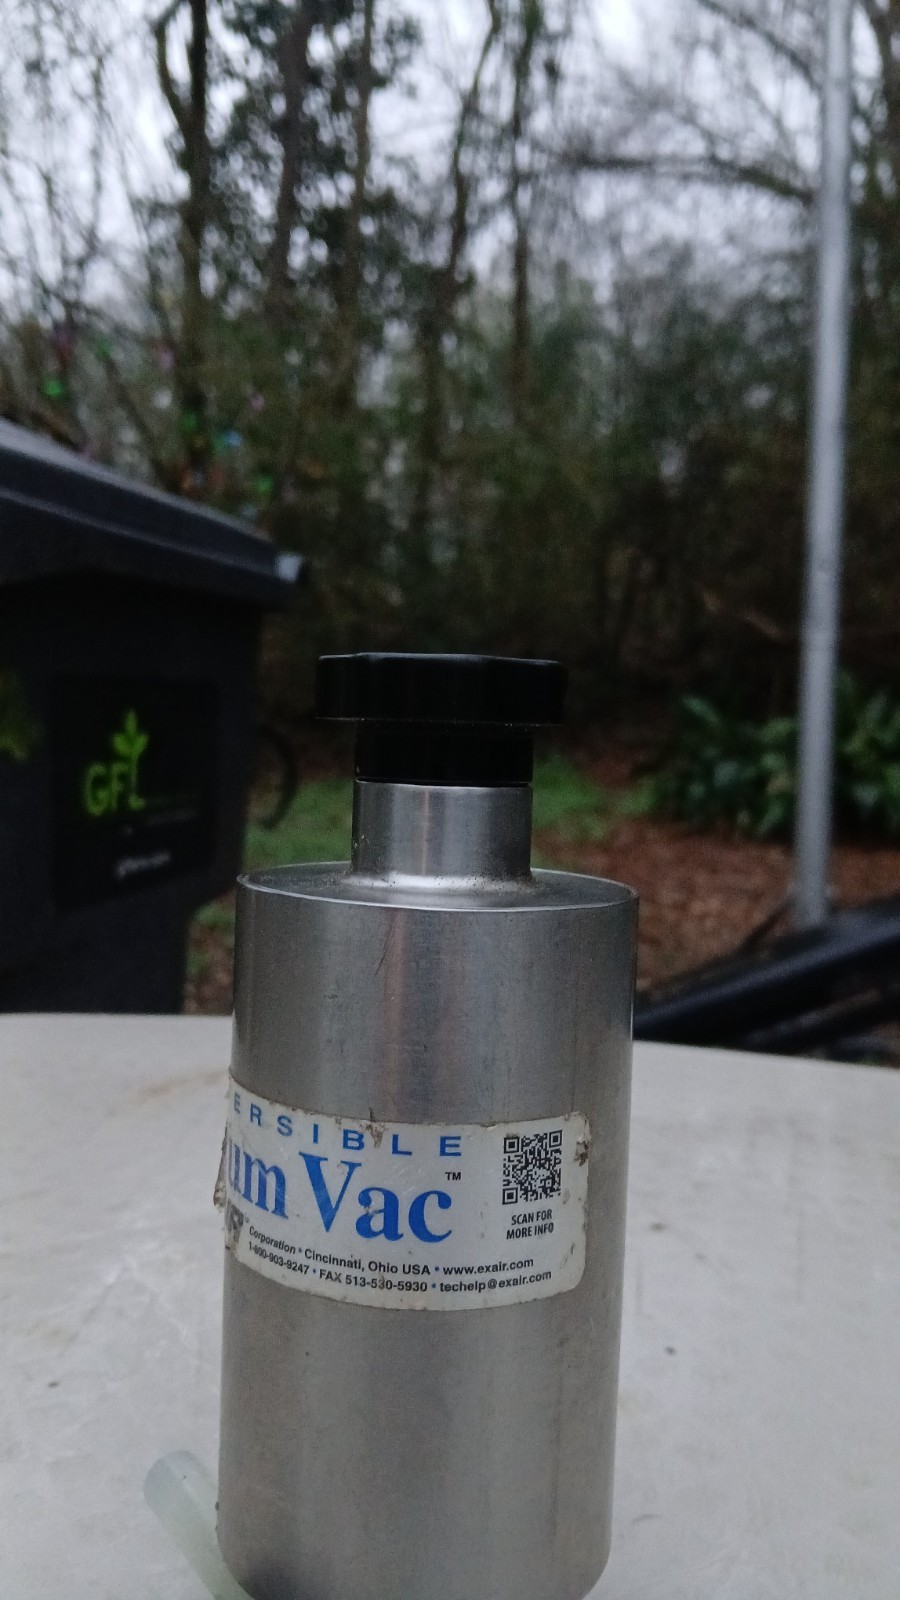 GFL
ERSIBLE
um Vac™
SCAN FOR
MORE INFO
Corporation • Cincinnati, Ohio USA • www.exair.com
1-800-903-9247 • FAX 513-530-5930 • techelp@exair.com